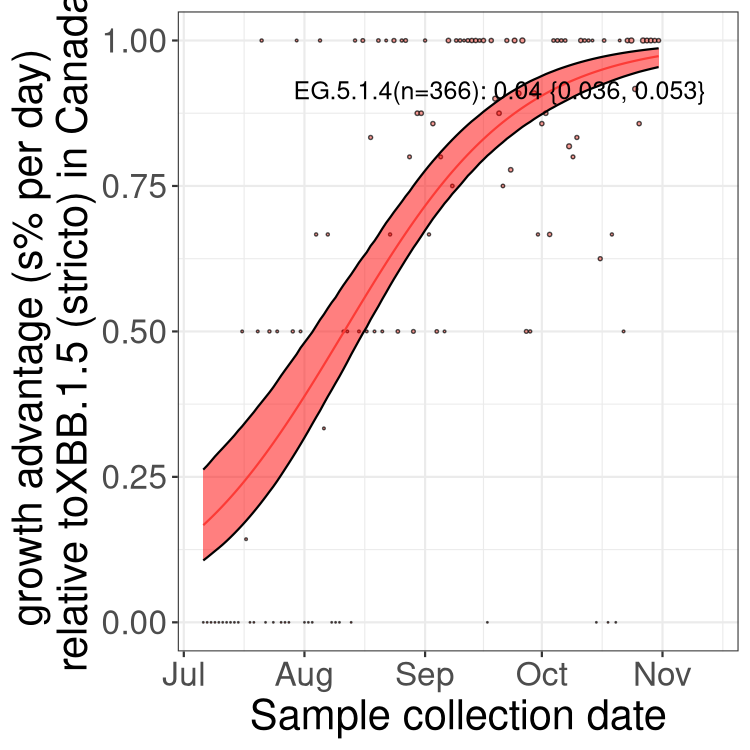 growth advantage (s% per day)
relative toXBB.1.5 (stricto) in Canada
1.00
0.75
0.50
0.25
0.00
EG.5.1.4(n=366): 0.04 {0.036, 0.053}
Jul Aug Sep Oct Nov
Sample collection date